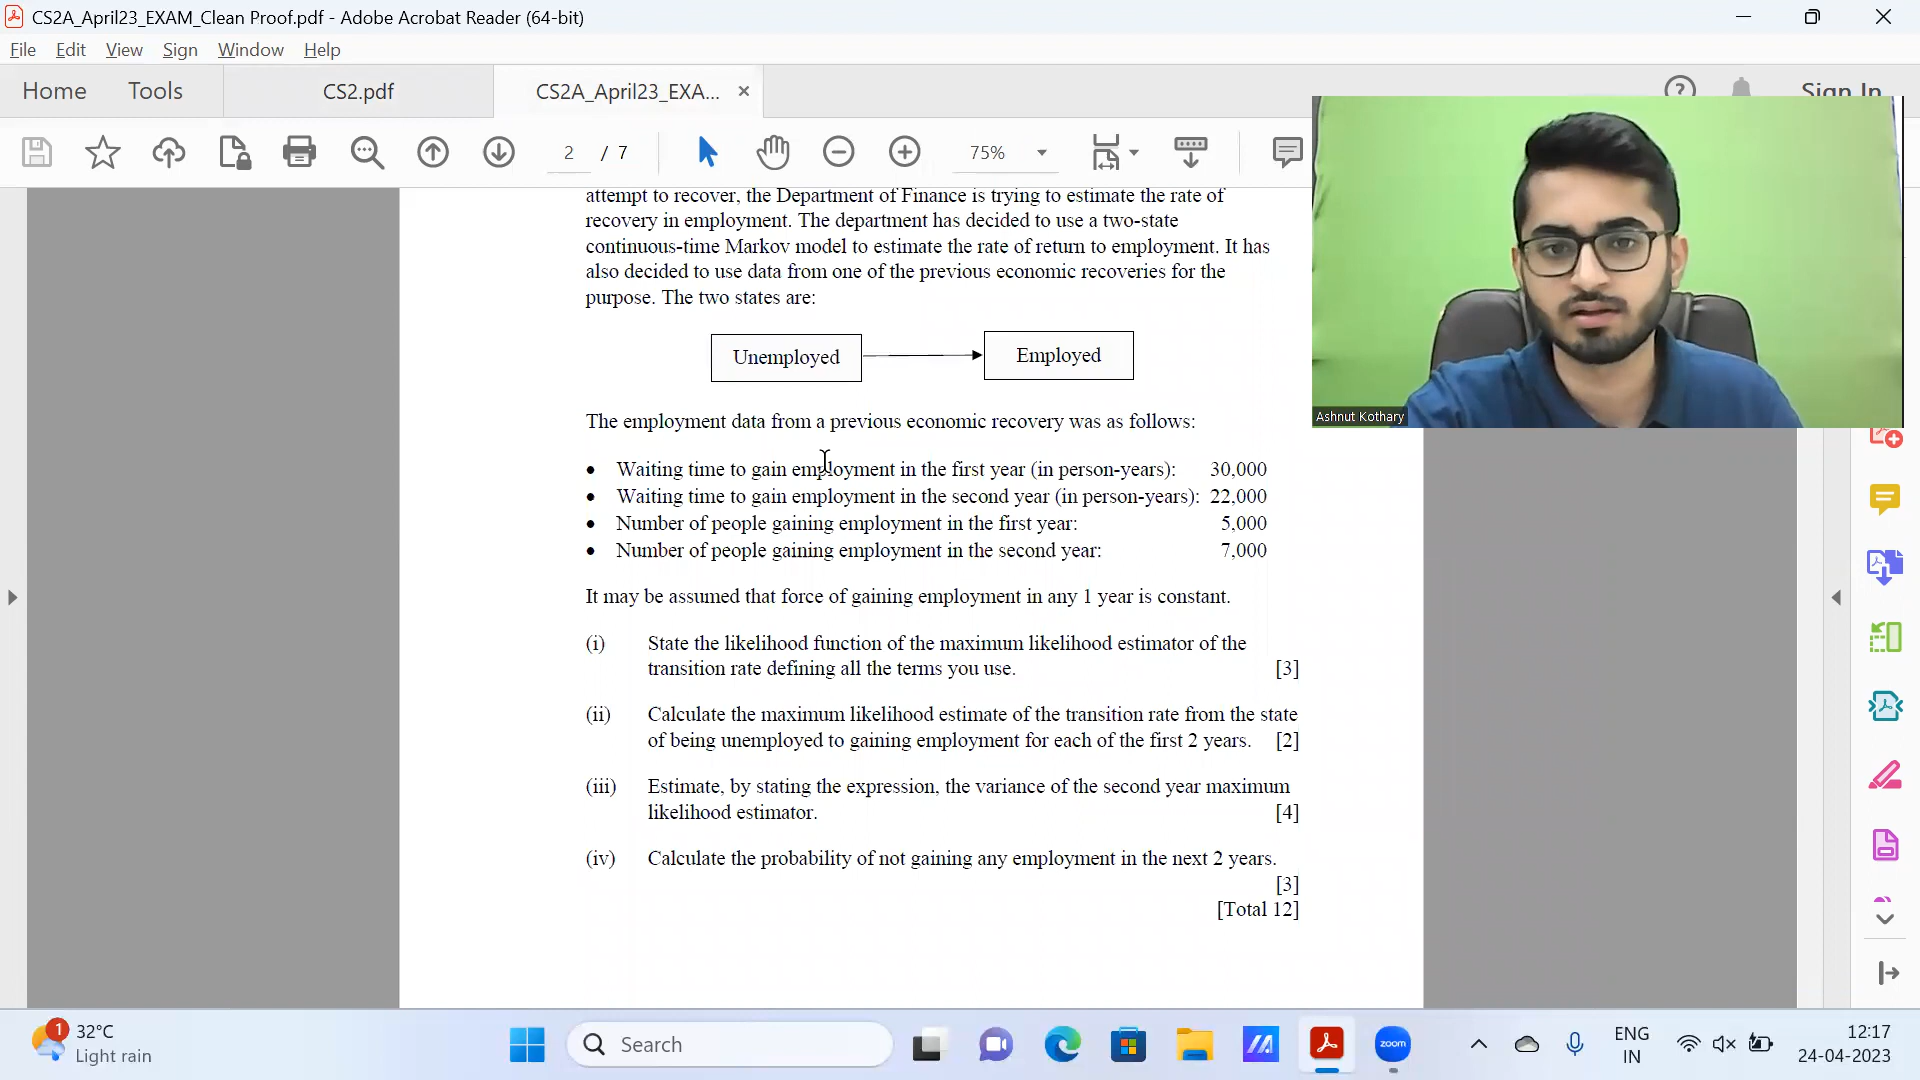 CS2A_April23_EXAM_Clean Proof.pdf - Adobe Acrobat Reader (64-bit)
File Edit View Sign Window Help
Home Tools CS2.pdf CS2A_April23_EXA... Sign In
2 / 7 75%
attempt to recover, the Department of Finance is trying to estimate the rate of
recovery in employment. The department has decided to use a two-state
continuous-time Markov model to estimate the rate of return to employment. It has
also decided to use data from one of the previous economic recoveries for the
purpose. The two states are:
Unemployed Employed
Ashnut Kothary
The employment data from a previous economic recovery was as follows:
• Waiting time to gain employment in the first year (in person-years): 30,000
• Waiting time to gain employment in the second year (in person-years): 22,000
• Number of people gaining employment in the first year: 5,000
• Number of people gaining employment in the second year: 7,000
It may be assumed that force of gaining employment in any 1 year is constant.
(i) State the likelihood function of the maximum likelihood estimator of the
transition rate defining all the terms you use. [3]
(ii) Calculate the maximum likelihood estimate of the transition rate from the state
of being unemployed to gaining employment for each of the first 2 years. [2]
(iii) Estimate, by stating the expression, the variance of the second year maximum
likelihood estimator. [4]
(iv) Calculate the probability of not gaining any employment in the next 2 years.
[3]
[Total 12]
1 32°C
Light rain
Search
zoom
ENG
IN
12:17
24-04-2023